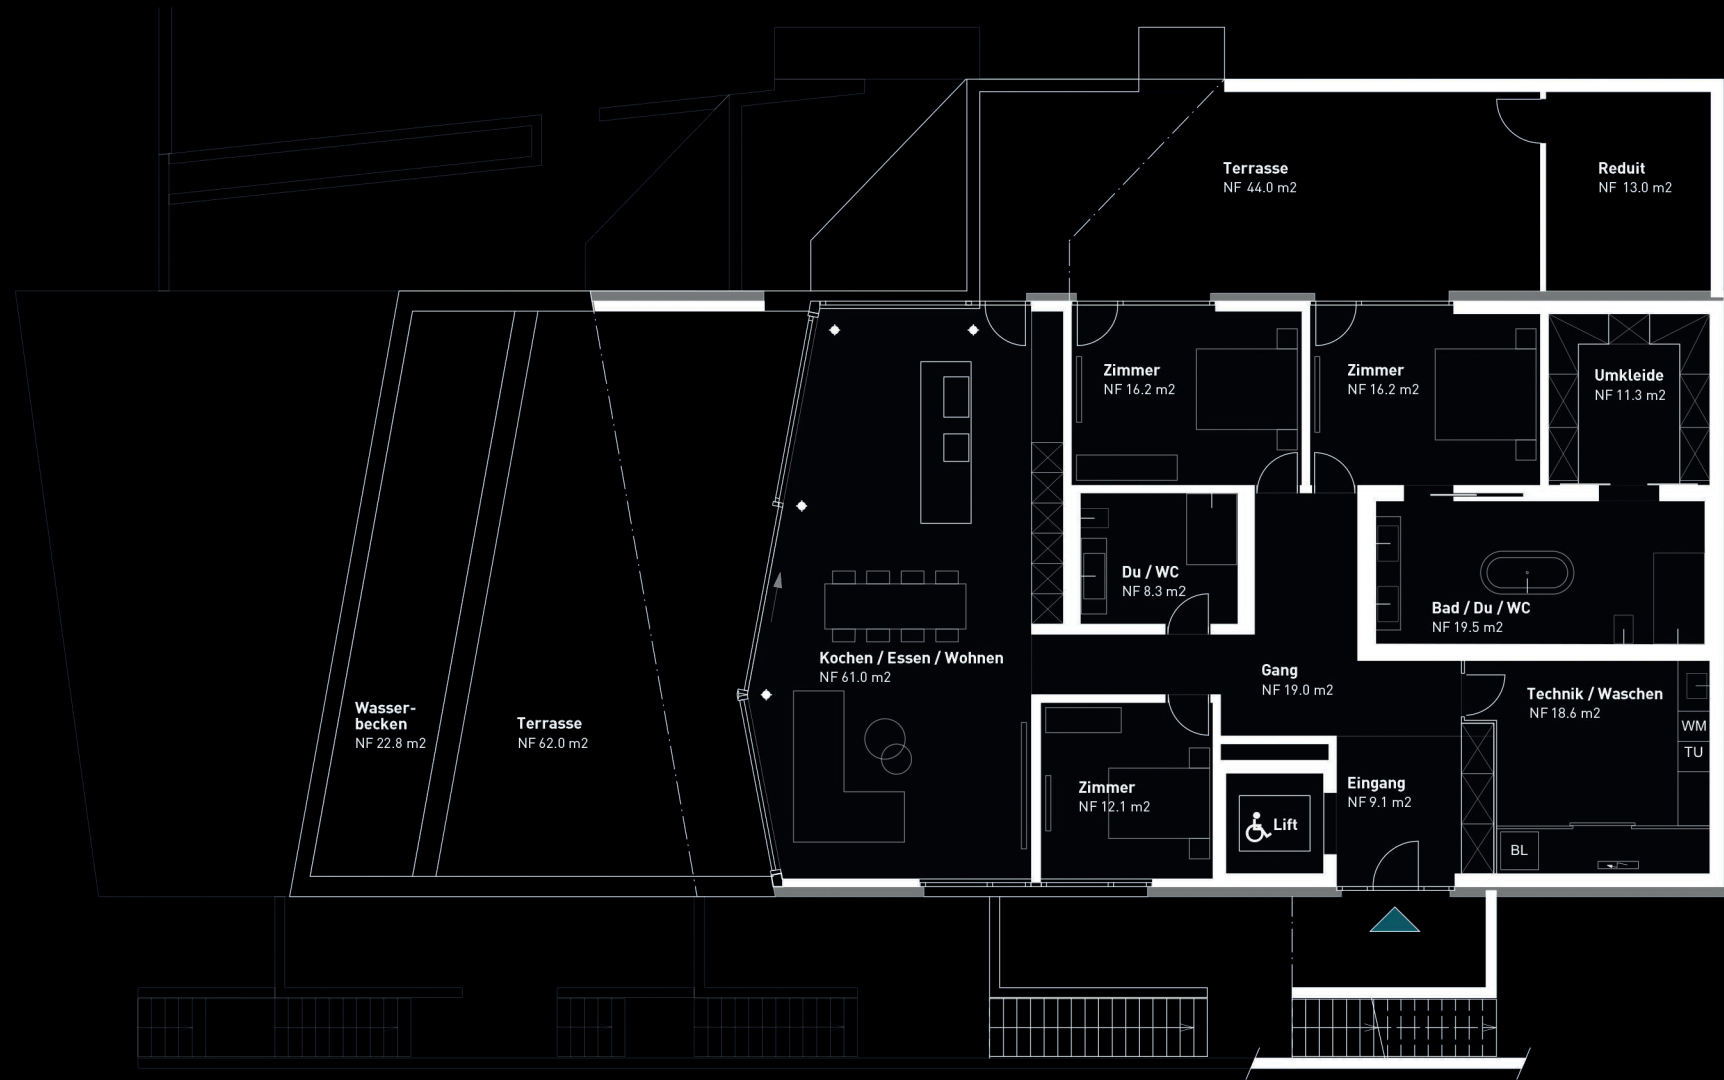 Terrasse
NF 44.0 m2
Reduit
NF 13.0 m2
Zimmer
NF 16.2 m2
Zimmer
NF 16.2 m2
Umkleide
NF 11.3 m2
Du / WC
NF 8.3 m2
Bad / Du / WC
NF 19.5 m2
Kochen / Essen / Wohnen
NF 61.0 m2
Gang
NF 19.0 m2
Technik / Waschen
NF 18.6 m2
WM
TU
Wasser-
becken
NF 22.8 m2
Terrasse
NF 62.0 m2
Zimmer
NF 12.1 m2
Eingang
NF 9.1 m2
Lift
BL